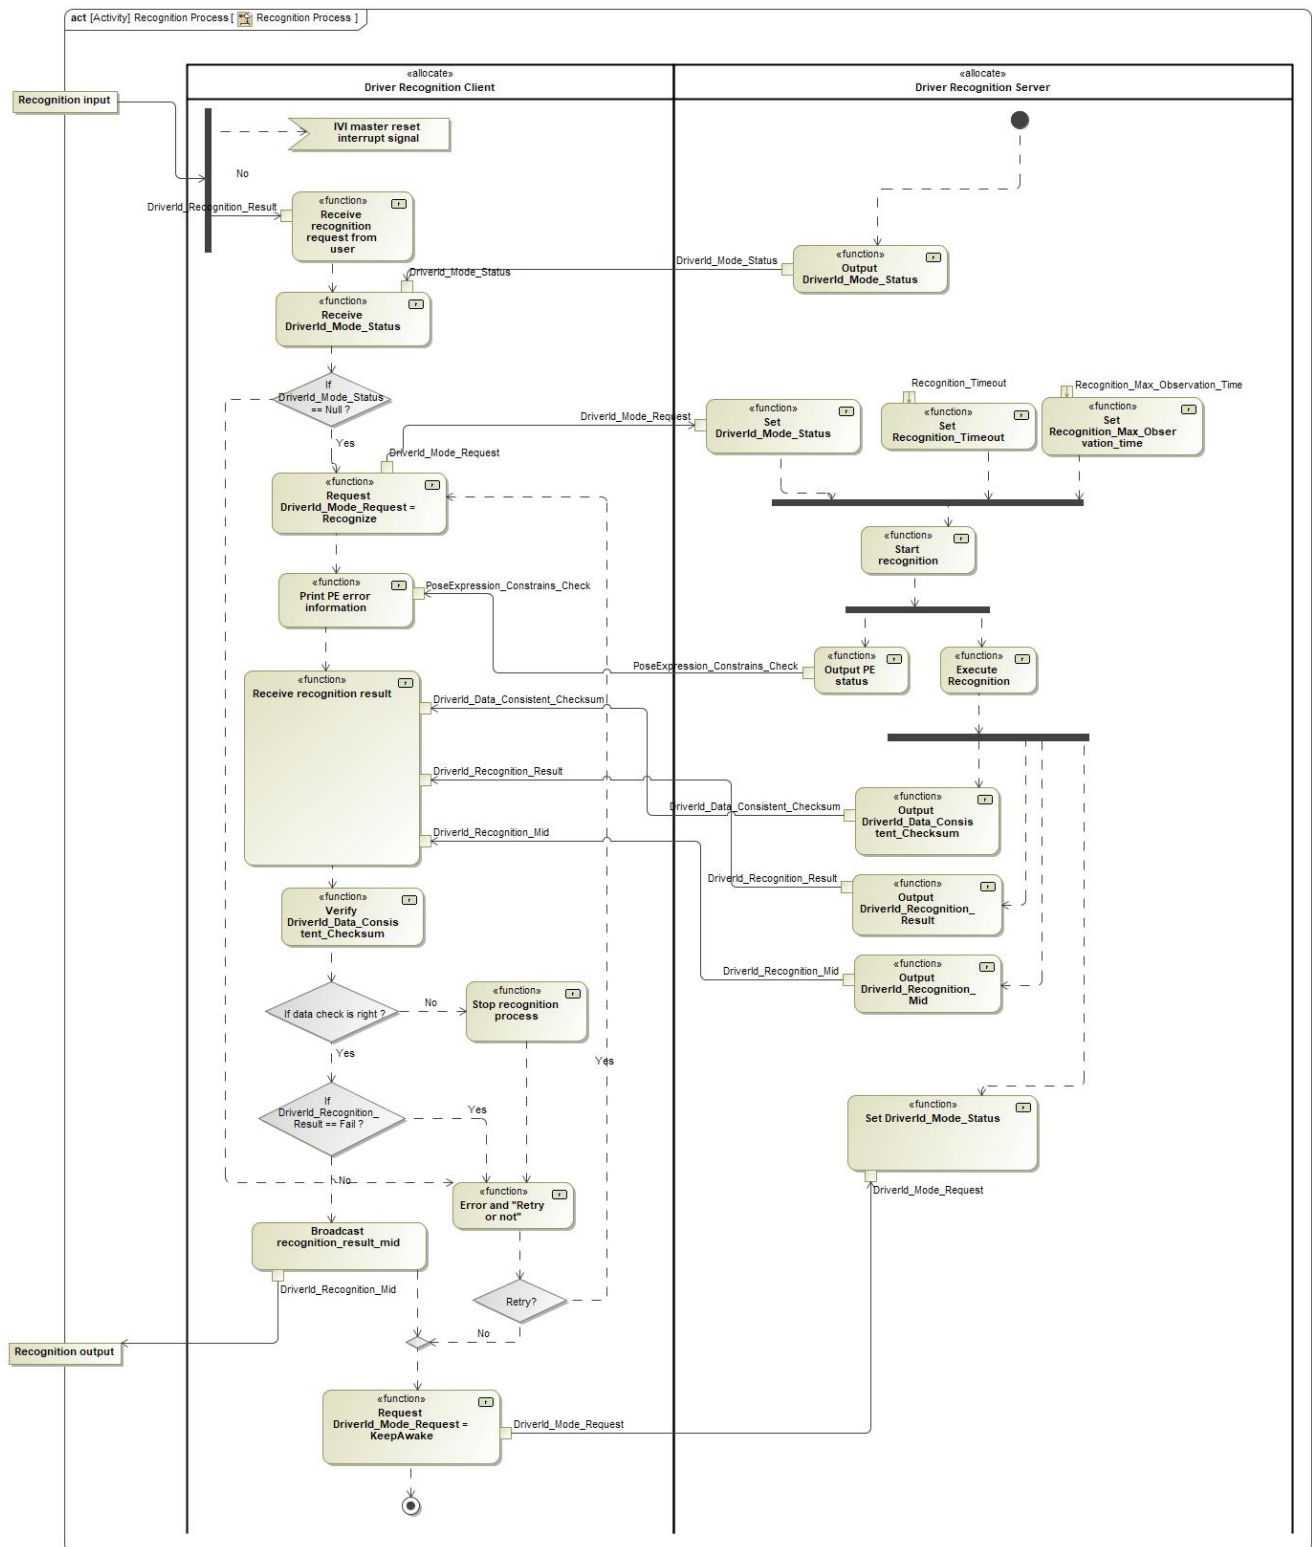 act [Activity] Recognition Process [ Recognition Process ]
«allocate»
Driver Recognition Client
«allocate»
Driver Recognition Server
Recognition input
IVI master reset
interrupt signal
No
DriverId_Recognition_Result
«function»
Receive
recognition
request from
user
«function»
Output
DriverId_Mode_Status
DriverId_Mode_Status
DriverId_Mode_Status
«function»
Receive
DriverId_Mode_Status
If
DriverId_Mode_Status
== Null ?
Yes
DriverId_Mode_Request
DriverId_Mode_Request
«function»
Set
DriverId_Mode_Status
Recognition_Timeout
«function»
Set
Recognition_Timeout
Recognition_Max_Observation_Time
«function»
Set
Recognition_Max_Obser
vation_time
«function»
Request
DriverId_Mode_Request =
Recognize
«function»
Start
recognition
«function»
Print PE error
information
PoseExpression_Constrains_Check
PoseExpression_Constrains_Check
«function»
Output PE
status
«function»
Execute
Recognition
«function»
Receive recognition result
DriverId_Data_Consistent_Checksum
DriverId_Recognition_Result
DriverId_Recognition_Mid
DriverId_Data_Consistent_Checksum
«function»
Output
DriverId_Data_Consis
tent_Checksum
DriverId_Recognition_Result
«function»
Output
DriverId_Recognition_
Result
«function»
Verify
DriverId_Data_Consis
tent_Checksum
DriverId_Recognition_Mid
«function»
Output
DriverId_Recognition_
Mid
If data check is right ?
No
«function»
Stop recognition
process
Yes
Yes
If
DriverId_Recognition_
Result == Fail ?
Yes
«function»
Set DriverId_Mode_Status
DriverId_Mode_Request
No
«function»
Error and "Retry
or not"
Broadcast
recognition_result_mid
DriverId_Recognition_Mid
Retry?
No
Recognition output
«function»
Request
DriverId_Mode_Request =
KeepAwake
DriverId_Mode_Request